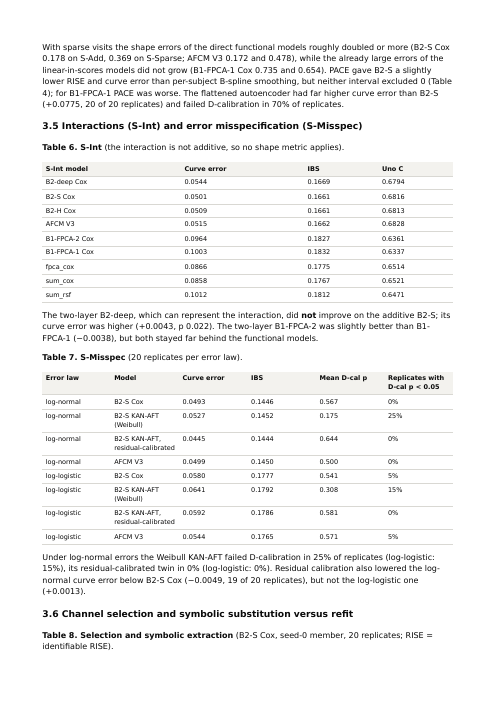 With sparse visits the shape errors of the direct functional models roughly doubled or more (B2-S Cox
0.178 on S-Add, 0.369 on S-Sparse; AFCM V3 0.172 and 0.478), while the already large errors of the
linear-in-scores models did not grow (B1-FPCA-1 Cox 0.735 and 0.654). PACE gave B2-S a slightly
lower RISE and curve error than per-subject B-spline smoothing, but neither interval excluded 0 (Table
4); for B1-FPCA-1 PACE was worse. The flattened autoencoder had far higher curve error than B2-S
(+0.0775, 20 of 20 replicates) and failed D-calibration in 70% of replicates.
3.5 Interactions (S-Int) and error misspecification (S-Misspec)
Table 6. S-Int (the interaction is not additive, so no shape metric applies).
S-Int model Curve error IBS Uno C
B2-deep Cox 0.0544 0.1669 0.6794
B2-S Cox 0.0501 0.1661 0.6816
B2-H Cox 0.0509 0.1661 0.6813
AFCM V3 0.0515 0.1662 0.6828
B1-FPCA-2 Cox 0.0964 0.1827 0.6361
B1-FPCA-1 Cox 0.1003 0.1832 0.6337
fpca_cox 0.0866 0.1775 0.6514
sum_cox 0.0858 0.1767 0.6521
sum_rsf 0.1012 0.1812 0.6471
The two-layer B2-deep, which can represent the interaction, did not improve on the additive B2-S; its
curve error was higher (+0.0043, p 0.022). The two-layer B1-FPCA-2 was slightly better than B1-
FPCA-1 (−0.0038), but both stayed far behind the functional models.
Table 7. S-Misspec (20 replicates per error law).
Error law Model Curve error IBS Mean D-cal p Replicates with
D-cal p < 0.05
log-normal B2-S Cox 0.0493 0.1446 0.567 0%
log-normal B2-S KAN-AFT 0.0527 0.1452 0.175 25%
(Weibull)
log-normal B2-S KAN-AFT, 0.0445 0.1444 0.644 0%
residual-calibrated
log-normal AFCM V3 0.0499 0.1450 0.500 0%
log-logistic B2-S Cox 0.0580 0.1777 0.541 5%
log-logistic B2-S KAN-AFT 0.0641 0.1792 0.308 15%
(Weibull)
log-logistic B2-S KAN-AFT, 0.0592 0.1786 0.581 0%
residual-calibrated
log-logistic AFCM V3 0.0544 0.1765 0.571 5%
Under log-normal errors the Weibull KAN-AFT failed D-calibration in 25% of replicates (log-logistic:
15%), its residual-calibrated twin in 0% (log-logistic: 0%). Residual calibration also lowered the log-
normal curve error below B2-S Cox (−0.0049, 19 of 20 replicates), but not the log-logistic one
(+0.0013).
3.6 Channel selection and symbolic substitution versus refit
Table 8. Selection and symbolic extraction (B2-S Cox, seed-0 member, 20 replicates; RISE =
identifiable RISE).